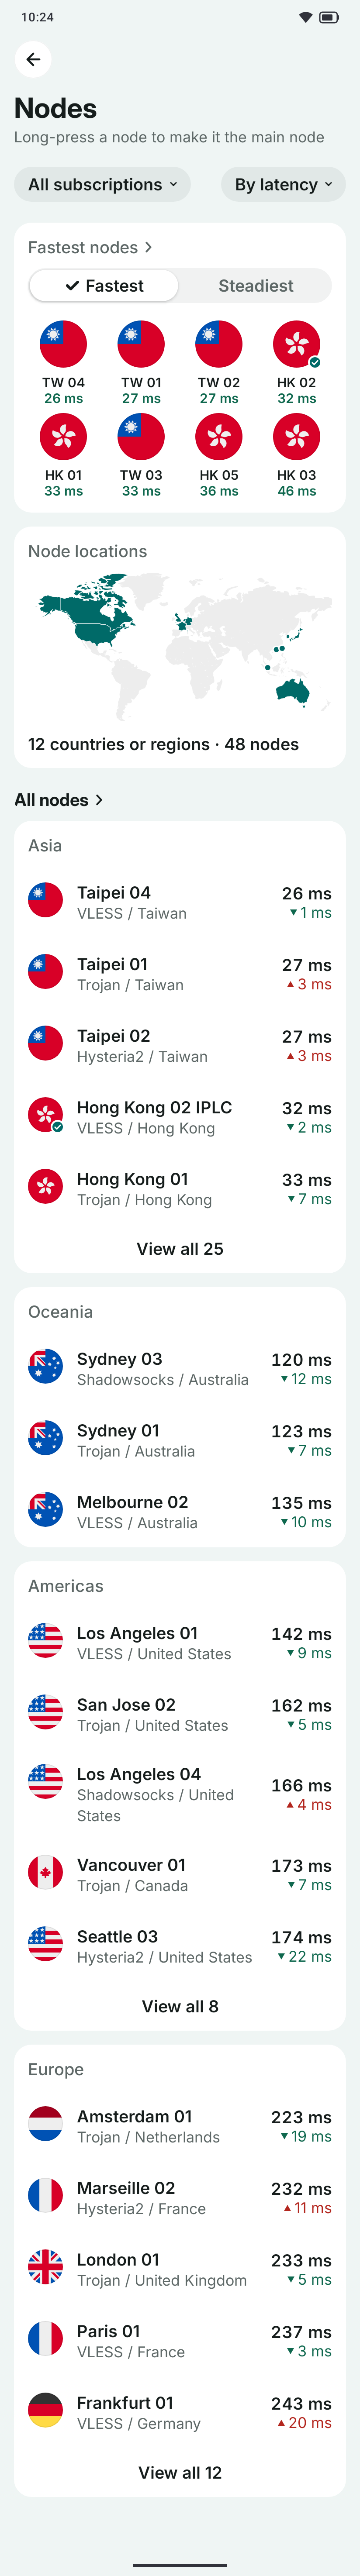 10:24
Nodes
Long-press a node to make it the main node
All subscriptions
By latency
Fastest nodes
Fastest
Steadiest
TW 04
TW 01
TW 02
HK 02
26 ms
27 ms
27 ms
32 ms
HK 01
TW 03
HK 05
HK 03
33 ms
33 ms
36 ms
46 ms
Node locations
12 countries or regions · 48 nodes
All nodes
Asia
Taipei 04
26 ms
VLESS / Taiwan
▼1 ms
Taipei 01
27 ms
Trojan / Taiwan
▲3 ms
Taipei 02
27 ms
Hysteria2 / Taiwan
▲3 ms
Hong Kong 02 IPLC
32 ms
VLESS / Hong Kong
▼2 ms
Hong Kong 01
33 ms
Trojan / Hong Kong
▼7 ms
View all 25
Oceania
Sydney 03
120 ms
Shadowsocks / Australia
▼12 ms
Sydney 01
123 ms
Trojan / Australia
▼7 ms
Melbourne 02
135 ms
VLESS / Australia
▼10 ms
Americas
Los Angeles 01
142 ms
VLESS / United States
▼9 ms
San Jose 02
162 ms
Trojan / United States
▼5 ms
Los Angeles 04
166 ms
Shadowsocks / United
States
▲4 ms
Vancouver 01
173 ms
Trojan / Canada
▼7 ms
Seattle 03
174 ms
Hysteria2 / United States
▼22 ms
View all 8
Europe
Amsterdam 01
223 ms
Trojan / Netherlands
▼19 ms
Marseille 02
232 ms
Hysteria2 / France
▲11 ms
London 01
233 ms
Trojan / United Kingdom
▼5 ms
Paris 01
237 ms
VLESS / France
▼3 ms
Frankfurt 01
243 ms
VLESS / Germany
▲20 ms
View all 12